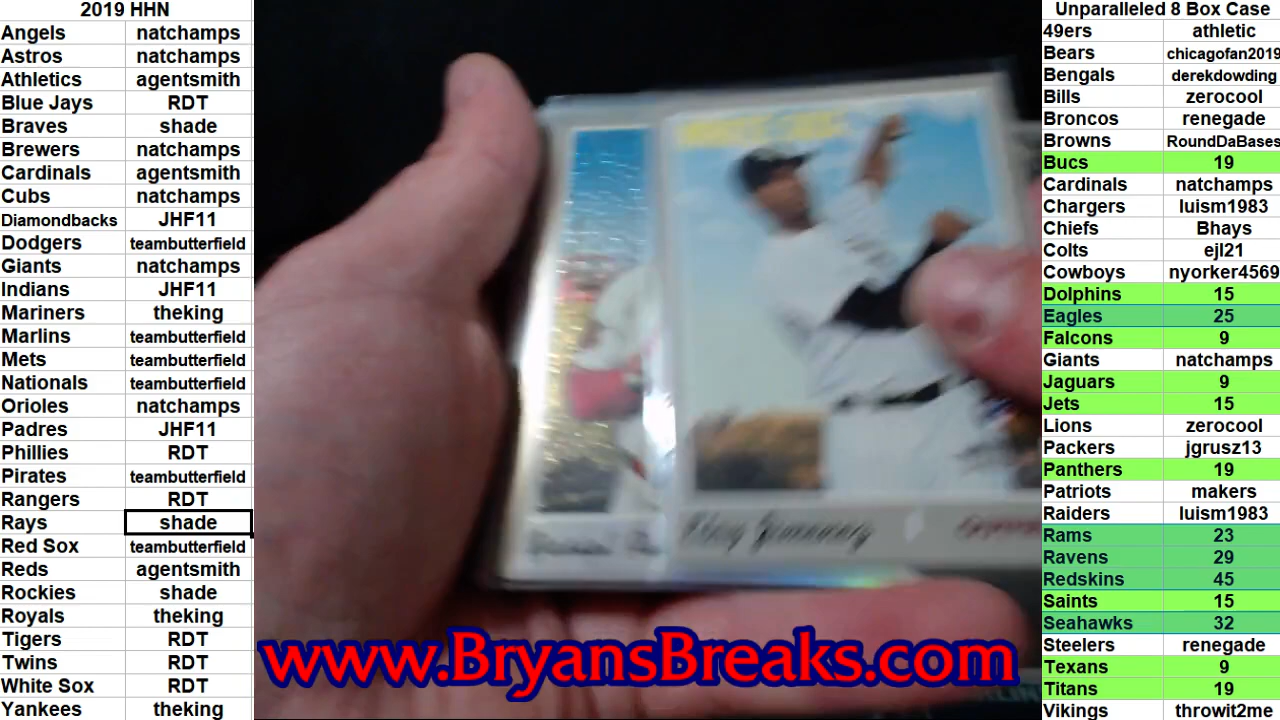 2019 HHN
Angels natchamps
Astros natchamps
Athletics agentsmith
Blue Jays RDT
Braves shade
Brewers natchamps
Cardinals agentsmith
Cubs natchamps
Diamondbacks JHF11
Dodgers teambutterfield
Giants natchamps
Indians JHF11
Mariners theking
Marlins teambutterfield
Mets teambutterfield
Nationals teambutterfield
Orioles natchamps
Padres JHF11
Phillies RDT
Pirates teambutterfield
Rangers RDT
Rays shade
Red Sox teambutterfield
Reds agentsmith
Rockies shade
Royals theking
Tigers RDT
Twins RDT
White Sox RDT
Yankees theking
www.BryansBreaks.com
Unparalleled 8 Box Case
49ers athletic
Bears chicagofan2019
Bengals derekdowding
Bills zerocool
Broncos renegade
Browns RoundDaBases
Bucs 19
Cardinals natchamps
Chargers luism1983
Chiefs Bhays
Colts ejl21
Cowboys nyorker4569
Dolphins 15
Eagles 25
Falcons 9
Giants natchamps
Jaguars 9
Jets 15
Lions zerocool
Packers jgrusz13
Panthers 19
Patriots makers
Raiders luism1983
Rams 23
Ravens 29
Redskins 45
Saints 15
Seahawks 32
Steelers renegade
Texans 9
Titans 19
Vikings throwit2me